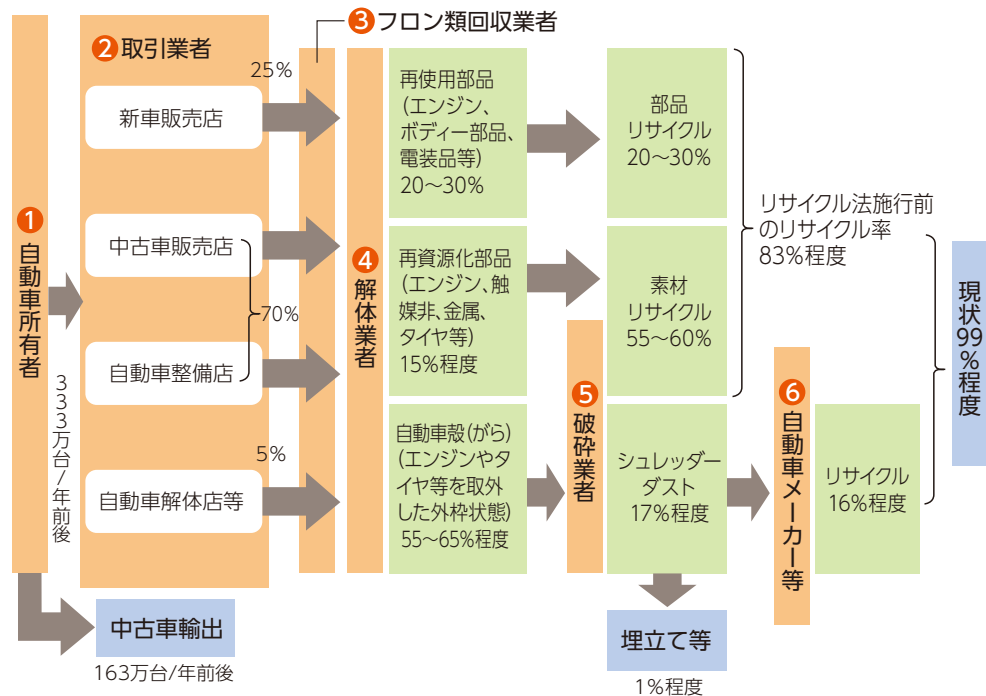 ❶
自動車所有者
333万台/年前後
中古車輸出
163万台/年前後
❷取引業者
新車販売店
中古車販売店
自動車整備店
自動車解体店等
25%
70%
5%
❸フロン類回収業者
❹
解体業者
再使用部品
(エンジン、
ボディー部品、
電装品等)
20〜30%
再資源化部品
(エンジン、触
媒非、金属、
タイヤ等)
15%程度
自動車殻(がら)
(エンジンやタ
イヤ等を取外
した外枠状態)
55〜65%程度
部品
リサイクル
20〜30%
素材
リサイクル
55〜60%
❺
破砕業者
シュレッダー
ダスト
17%程度
埋立て等
1%程度
❻
自動車メーカー等
リサイクル
16%程度
リサイクル法施行前
のリサイクル率
83%程度
現状99%程度